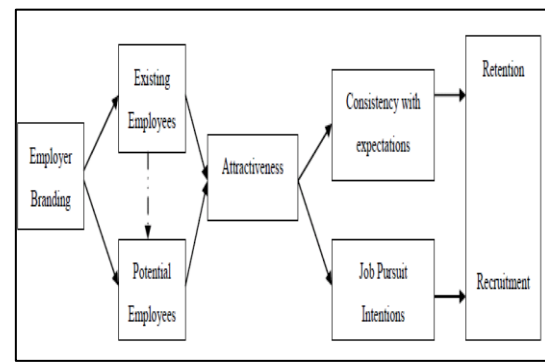 Employer
Branding
Existing
Employees
Potential
Employees
Attractiveness
Consistency with
expectations
Job Pursuit
Intentions
Retention
Recruitment